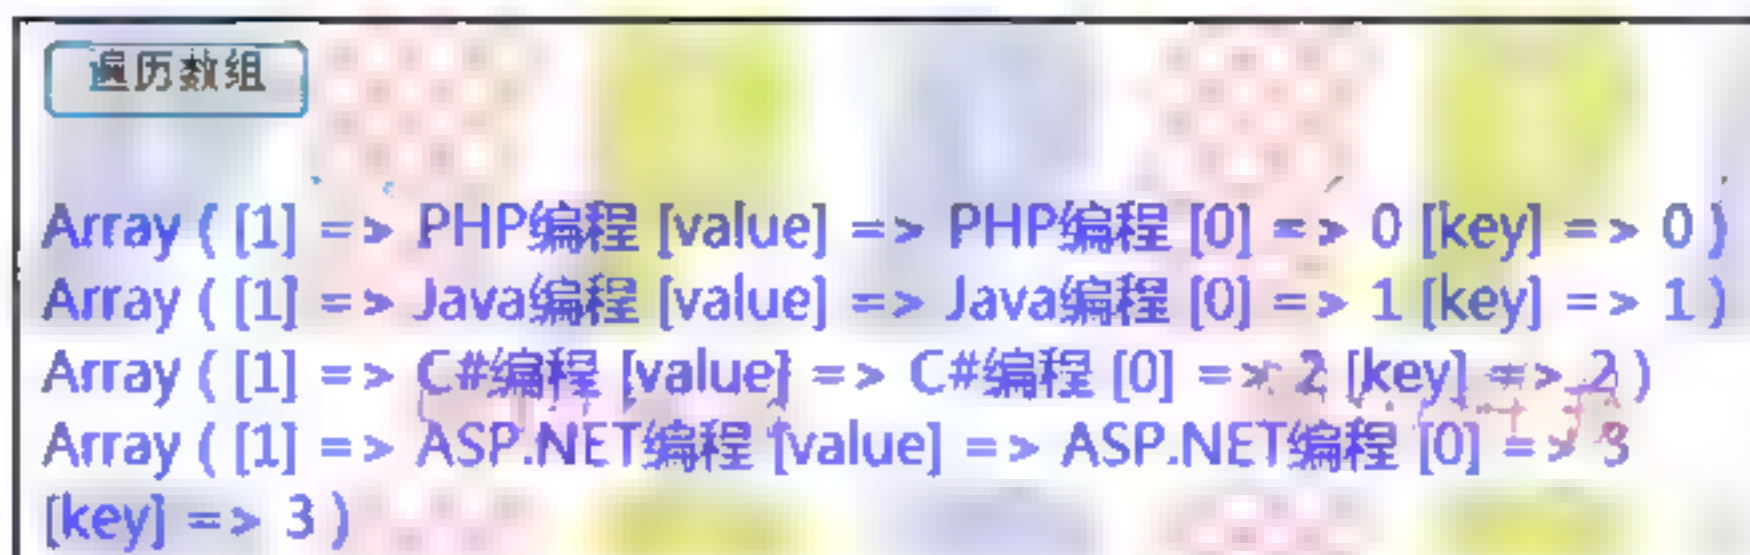 遍历数组
Array ( [1] => PHP编程 [value] => PHP编程 [0] => 0 [key] => 0 )
Array ( [1] => Java编程 [value] => Java编程 [0] => 1 [key] => 1 )
Array ( [1] => C#编程 [value] => C#编程 [0] => 2 [key] => 2 )
Array ( [1] => ASP.NET编程 [value] => ASP.NET编程 [0] => 3
[key] => 3 )